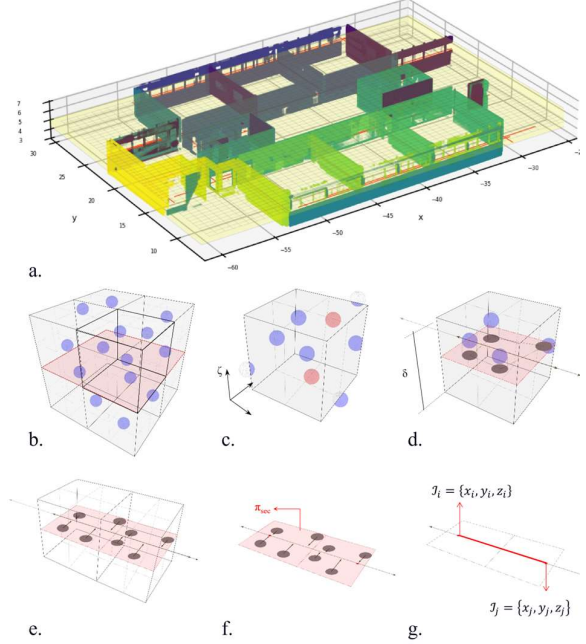 7
6
5
4
3
30
25
20
15
10
y
−60
−55
−50
−45
−40
−35
−30
x
a.
b.
ζ
c.
δ
d.
e.
π_sec
f.
𝒥_i = {x_i, y_i, z_i}
𝒥_j = {x_j, y_j, z_j}
g.